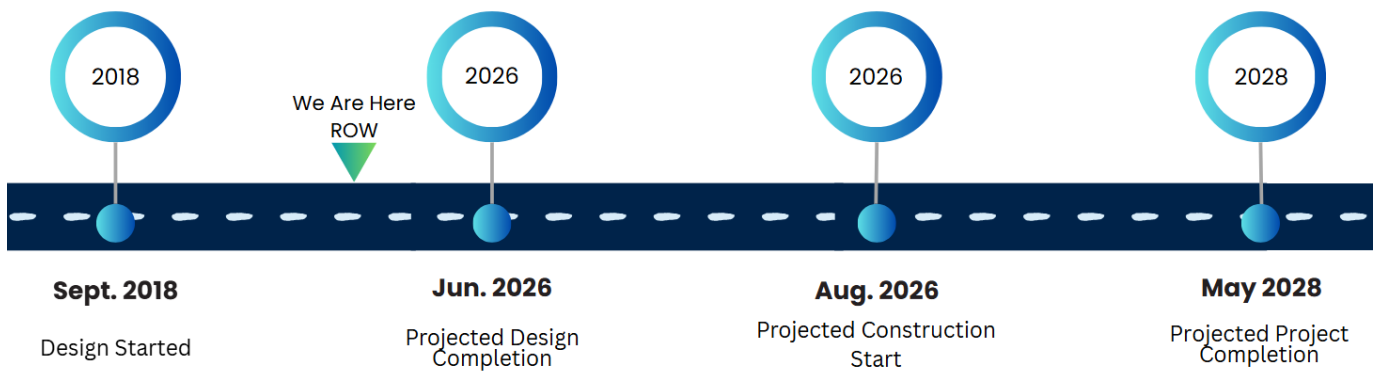 2018
We Are Here
ROW
2026
2026
2028
Sept. 2018
Design Started
Jun. 2026
Projected Design
Completion
Aug. 2026
Projected Construction
Start
May 2028
Projected Project
Completion